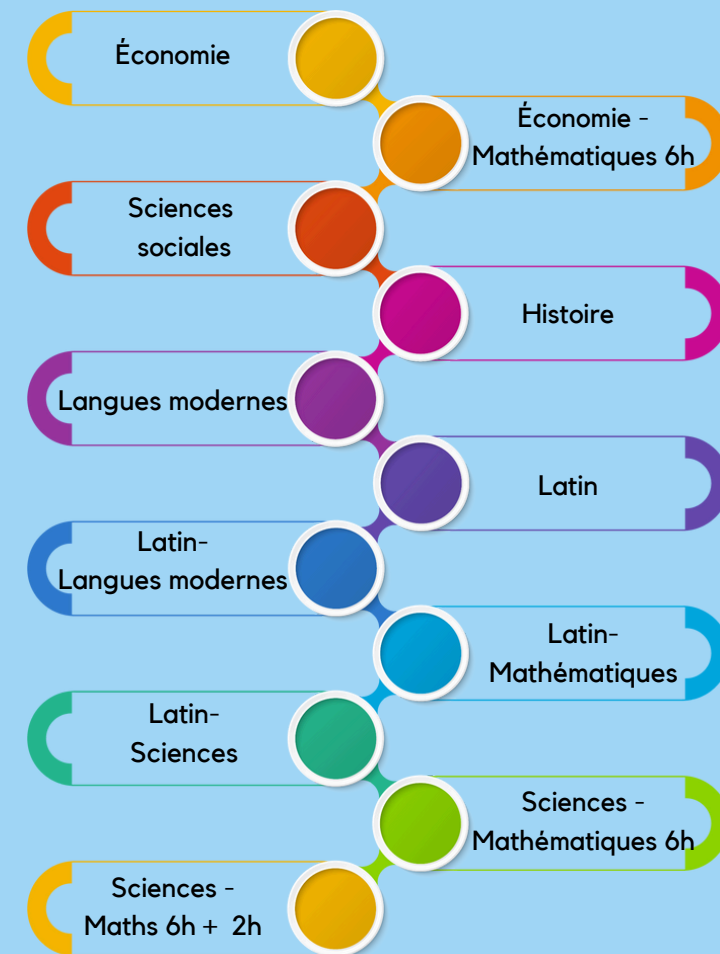 Économie
Économie -
Mathématiques 6h
Sciences
sociales
Histoire
Langues modernes
Latin
Latin-
Langues modernes
Latin-
Mathématiques
Latin-
Sciences
Sciences -
Mathématiques 6h
Sciences -
Maths 6h + 2h